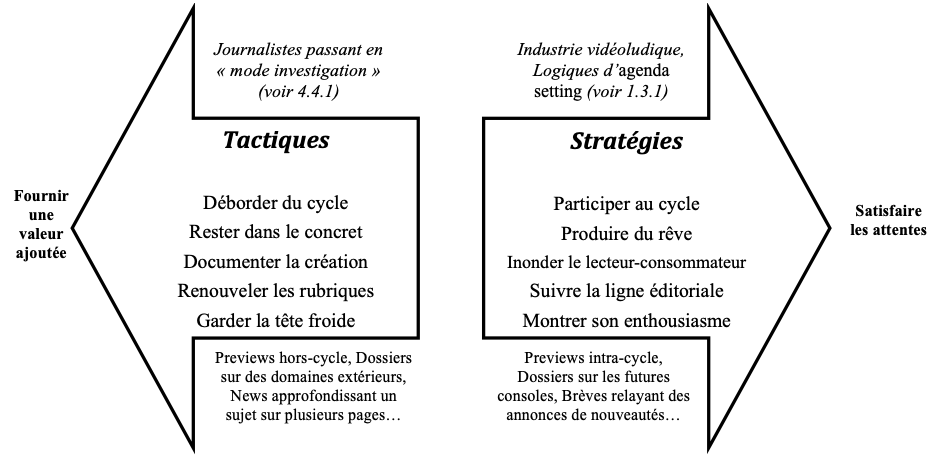 Journalistes passant en
« mode investigation »
(voir 4.4.1)
Tactiques
Fournir
une
valeur
ajoutée
Déborder du cycle
Rester dans le concret
Documenter la création
Renouveler les rubriques
Garder la tête froide
Previews hors-cycle, Dossiers
sur des domaines extérieurs,
News approfondissant un
sujet sur plusieurs pages…
Industrie vidéoludique,
Logiques d’agenda
setting (voir 1.3.1)
Stratégies
Participer au cycle
Produire du rêve
Inonder le lecteur-consommateur
Suivre la ligne éditoriale
Montrer son enthousiasme
Satisfaire
les attentes
Previews intra-cycle,
Dossiers sur les futures
consoles, Brèves relayant des
annonces de nouveautés…